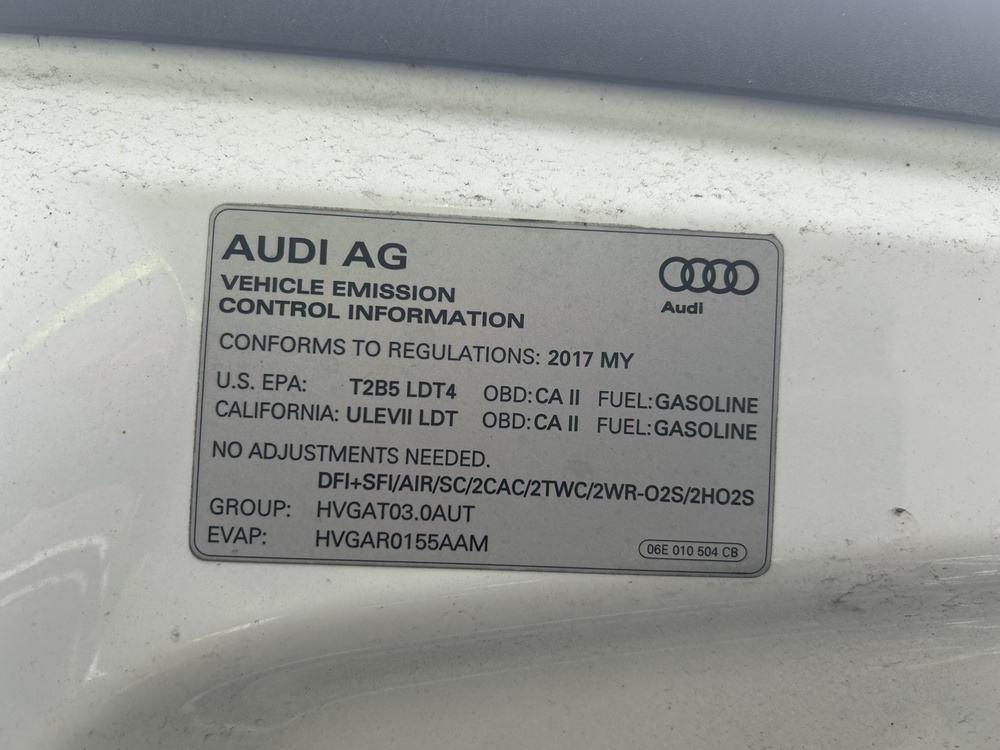 AUDI AG
Audi
VEHICLE EMISSION
CONTROL INFORMATION
CONFORMS TO REGULATIONS: 2017 MY
U.S. EPA: T2B5 LDT4 OBD: CA II FUEL: GASOLINE
CALIFORNIA: ULEVII LDT OBD: CA II FUEL: GASOLINE
NO ADJUSTMENTS NEEDED.
DFI+SFI/AIR/SC/2CAC/2TWC/2WR-O2S/2HO2S
GROUP: HVGAT03.0AUT
EVAP: HVGAR0155AAM
06E 010 504 CB